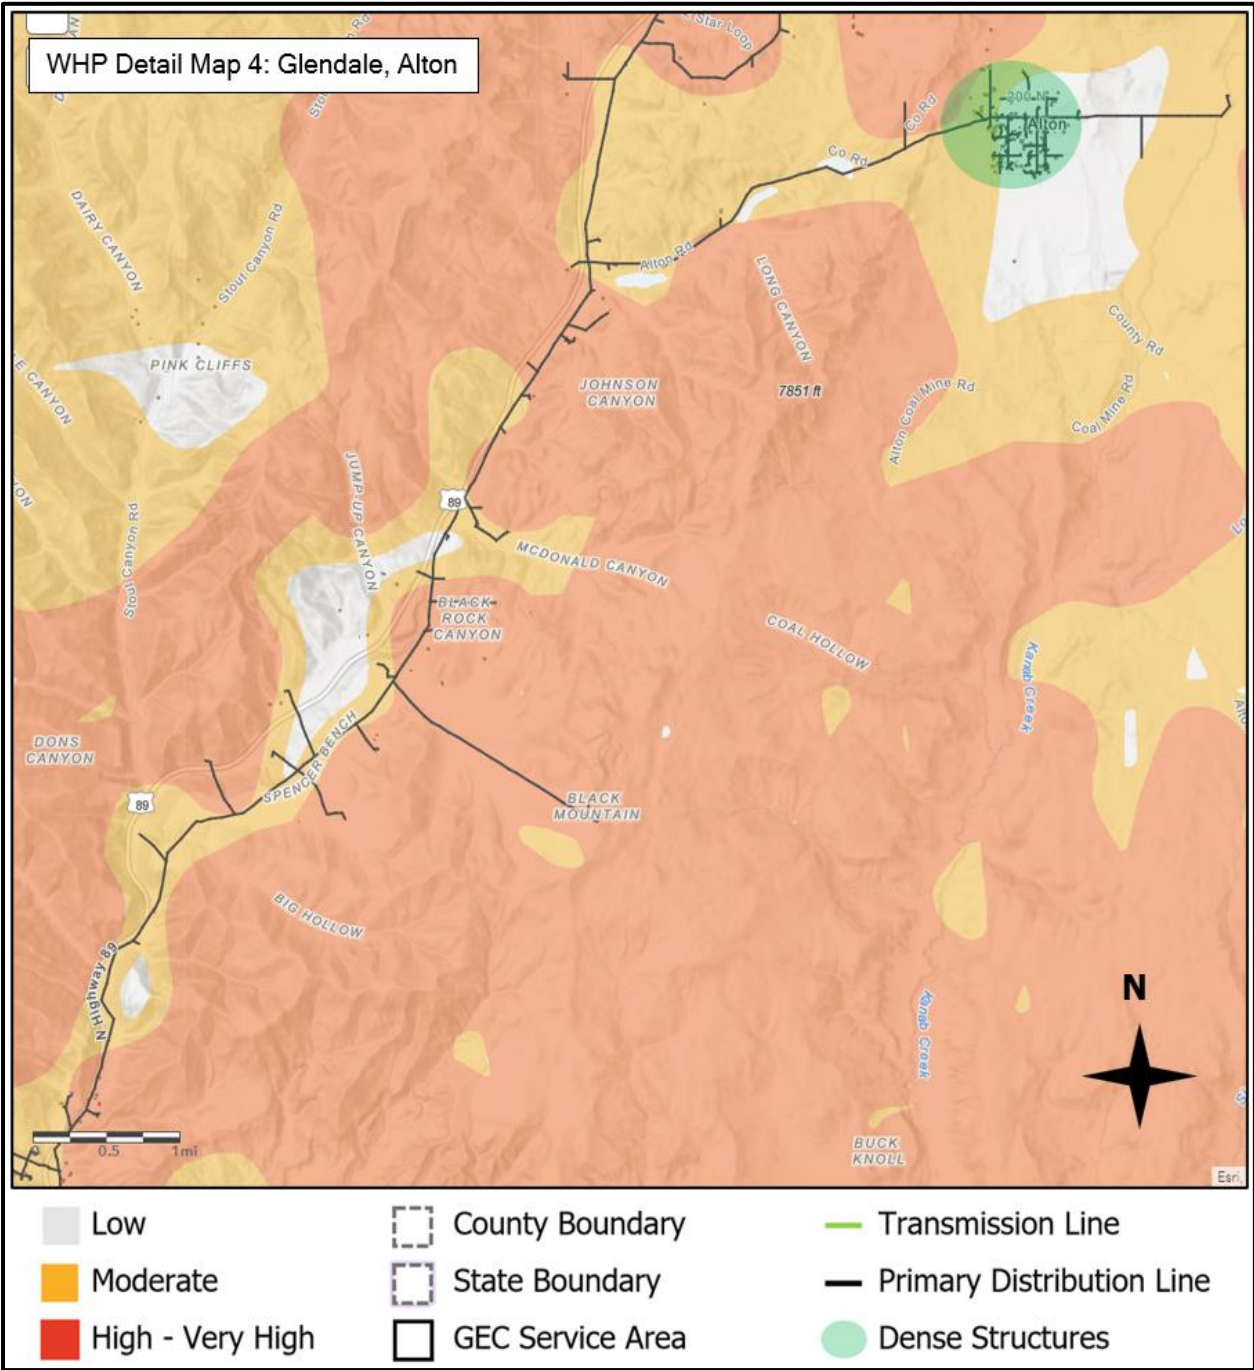 WHP Detail Map 4: Glendale, Alton
Star Loop
200 N
Alton
Co Rd
Co Rd
DAIRY CANYON
Stout Canyon Rd
Alton Rd
LONG CANYON
County Rd
PINK CLIFFS
JOHNSON
CANYON
7851 ft
Alton Coal Mine Rd
Coal Mine Rd
JUMP-UP CANYON
89
Stout Canyon Rd
MCDONALD CANYON
BLACK
ROCK
CANYON
COAL HOLLOW
Kanab Creek
DONS
CANYON
SPENCER BENCH
89
BLACK
MOUNTAIN
BIG HOLLOW
N Highway 89
Kanab Creek
N
0 0.5 1mi
BUCK
KNOLL
Esri,
Low
County Boundary
Transmission Line
Moderate
State Boundary
Primary Distribution Line
High - Very High
GEC Service Area
Dense Structures